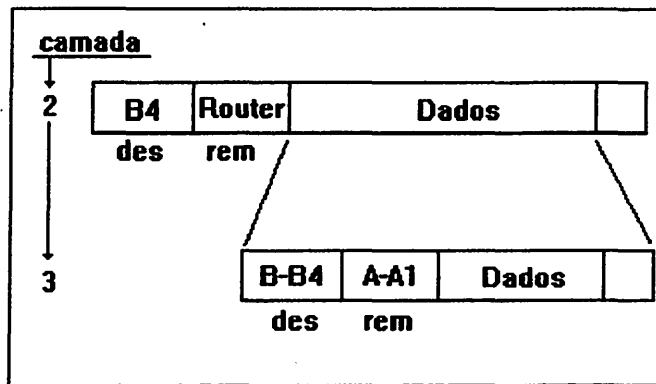 camada
2 B4 Router Dados
des rem
3 B-B4 A-A1 Dados
des rem